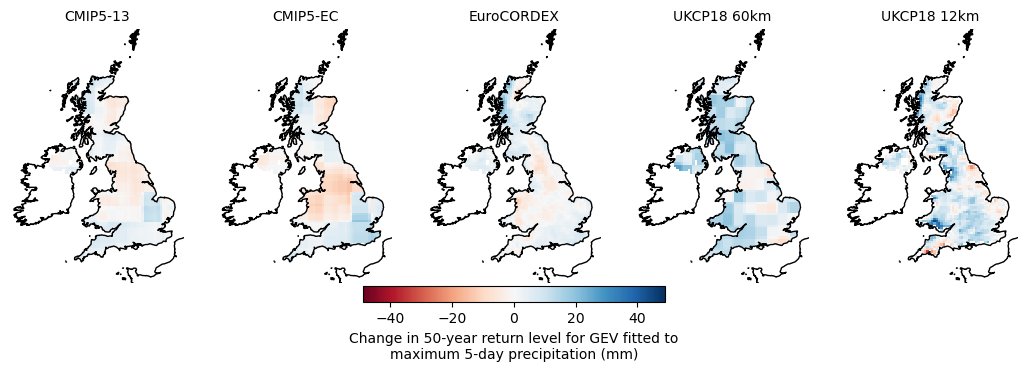 CMIP5-13
CMIP5-EC
EuroCORDEX
UKCP18 60km
UKCP18 12km
−40
−20
0
20
40
Change in 50-year return level for GEV fitted to
maximum 5-day precipitation (mm)